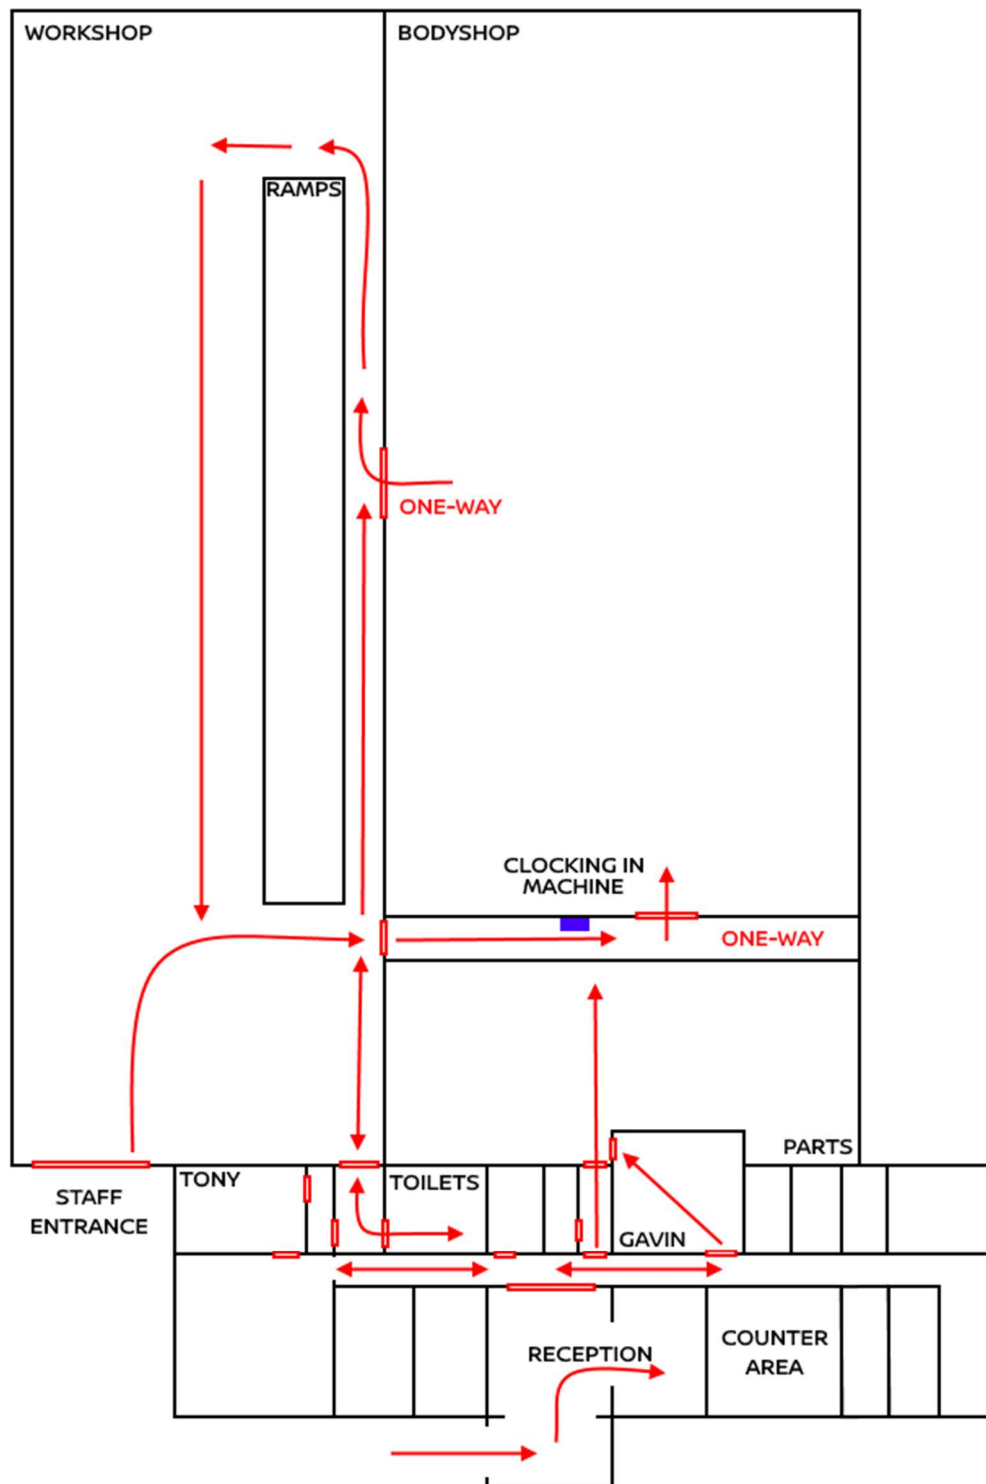 WORKSHOP
BODYSHOP
RAMPS
ONE-WAY
CLOCKING IN
MACHINE
ONE-WAY
PARTS
TONY
TOILETS
STAFF
ENTRANCE
GAVIN
RECEPTION
COUNTER
AREA